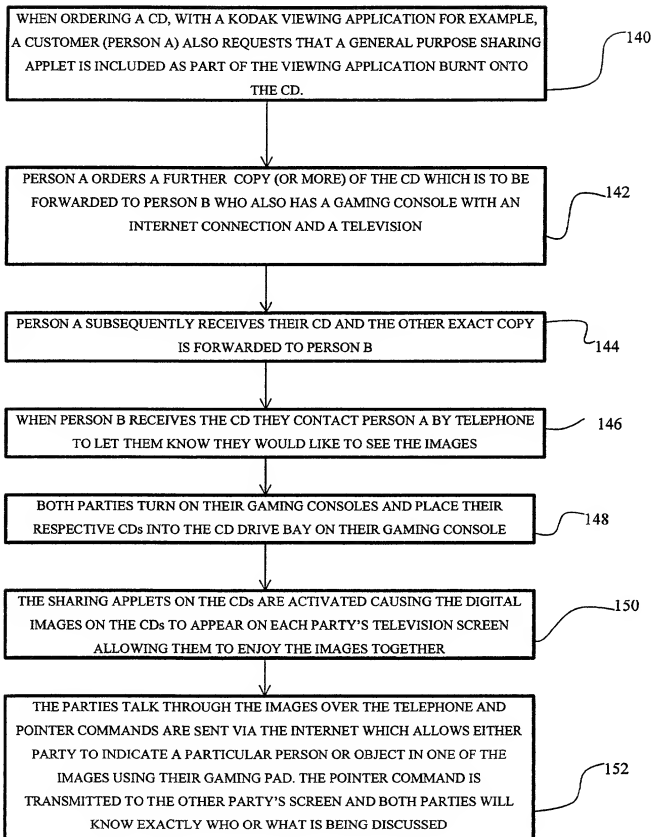 WHEN ORDERING A CD, WITH A KODAK VIEWING APPLICATION FOR EXAMPLE,
A CUSTOMER (PERSON A) ALSO REQUESTS THAT A GENERAL PURPOSE SHARING
APPLET IS INCLUDED AS PART OF THE VIEWING APPLICATION BURNT ONTO
THE CD.
140
PERSON A ORDERS A FURTHER COPY (OR MORE) OF THE CD WHICH IS TO BE
FORWARDED TO PERSON B WHO ALSO HAS A GAMING CONSOLE WITH AN
INTERNET CONNECTION AND A TELEVISION
142
PERSON A SUBSEQUENTLY RECEIVES THEIR CD AND THE OTHER EXACT COPY
IS FORWARDED TO PERSON B
144
WHEN PERSON B RECEIVES THE CD THEY CONTACT PERSON A BY TELEPHONE
TO LET THEM KNOW THEY WOULD LIKE TO SEE THE IMAGES
146
BOTH PARTIES TURN ON THEIR GAMING CONSOLES AND PLACE THEIR
RESPECTIVE CDs INTO THE CD DRIVE BAY ON THEIR GAMING CONSOLE
148
THE SHARING APPLETS ON THE CDs ARE ACTIVATED CAUSING THE DIGITAL
IMAGES ON THE CDs TO APPEAR ON EACH PARTY'S TELEVISION SCREEN
ALLOWING THEM TO ENJOY THE IMAGES TOGETHER
150
THE PARTIES TALK THROUGH THE IMAGES OVER THE TELEPHONE AND
POINTER COMMANDS ARE SENT VIA THE INTERNET WHICH ALLOWS EITHER
PARTY TO INDICATE A PARTICULAR PERSON OR OBJECT IN ONE OF THE
IMAGES USING THEIR GAMING PAD. THE POINTER COMMAND IS
TRANSMITTED TO THE OTHER PARTY'S SCREEN AND BOTH PARTIES WILL
KNOW EXACTLY WHO OR WHAT IS BEING DISCUSSED
152